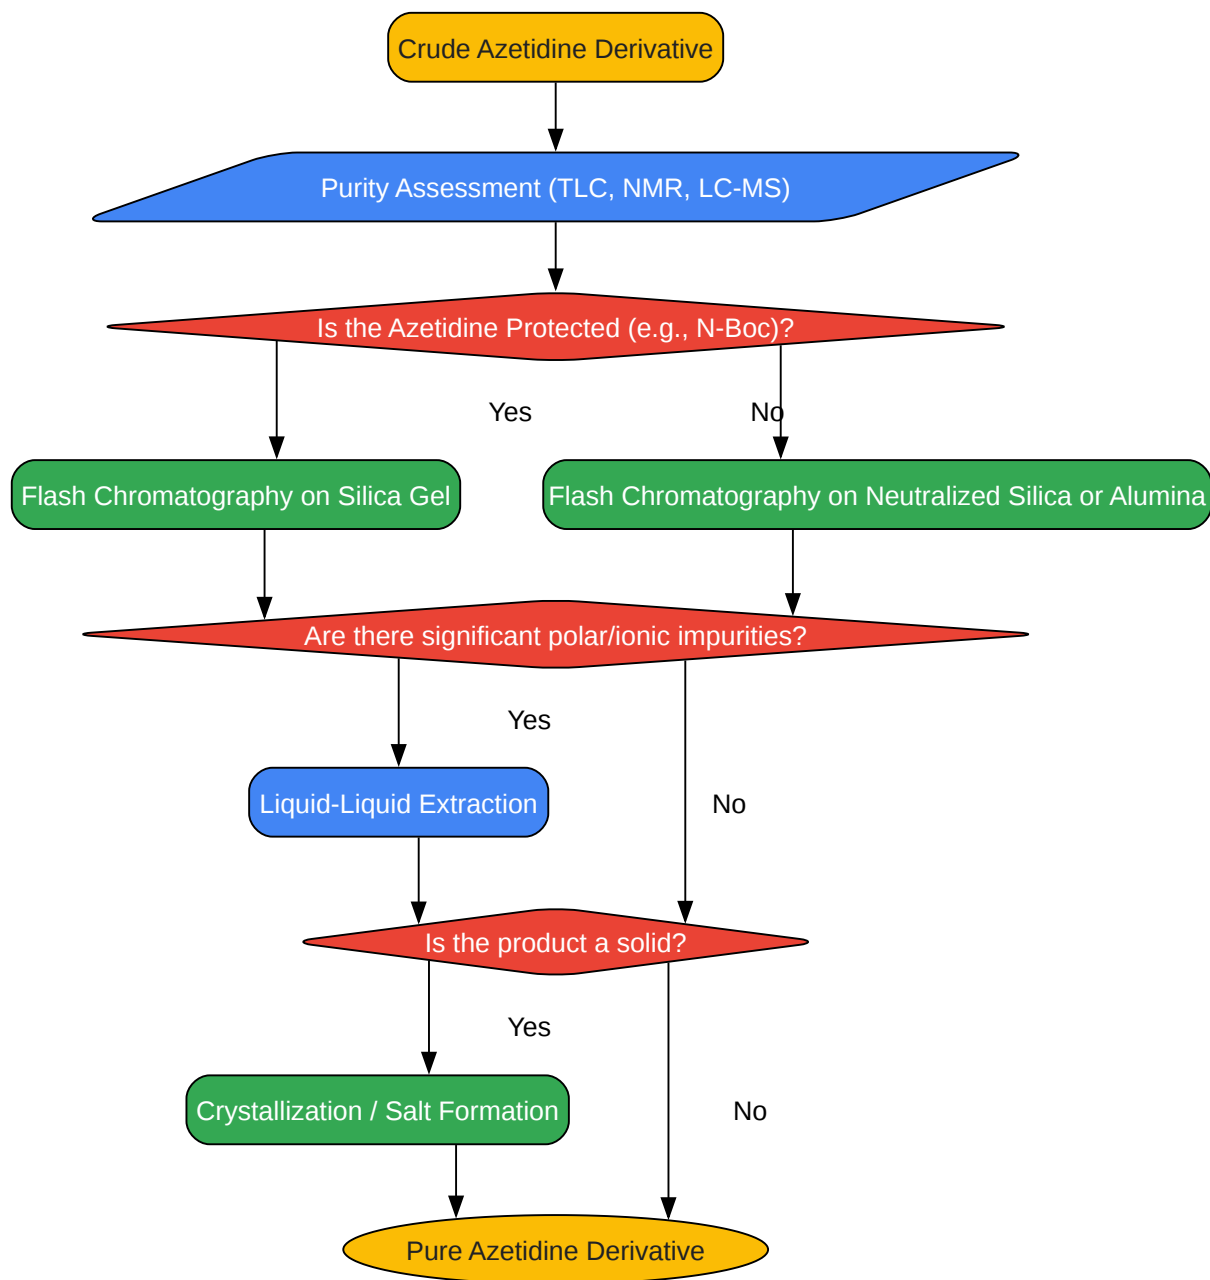 Crude Azetidine Derivative
Purity Assessment (TLC, NMR, LC-MS)
Is the Azetidine Protected (e.g., N-Boc)?
Yes
No
Flash Chromatography on Silica Gel
Flash Chromatography on Neutralized Silica or Alumina
Are there significant polar/ionic impurities?
Yes
Liquid-Liquid Extraction
No
Is the product a solid?
Yes
Crystallization / Salt Formation
No
Pure Azetidine Derivative